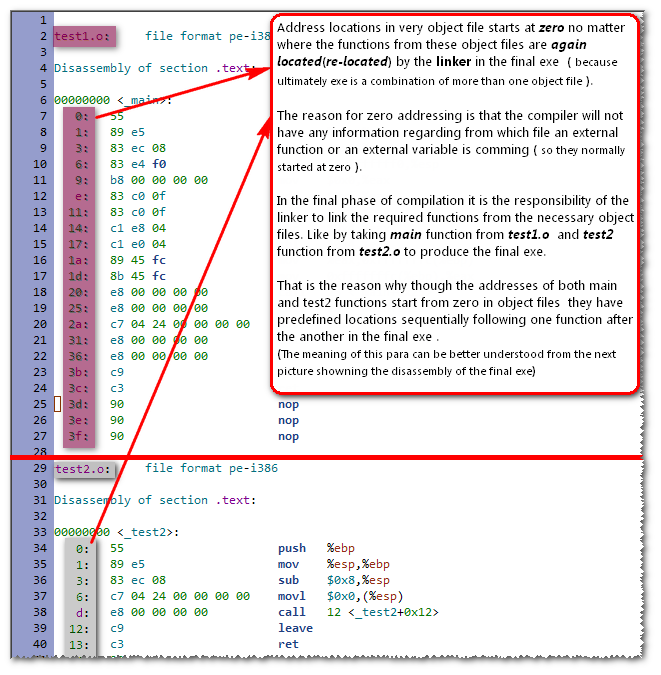 1
2 test1.o:     file format pe-i38
3
4 Disassembly of section .text:
5
6 00000000 <_main>:
7 0: 55
8 1: 89 e5
9 3: 83 ec 08
10 6: 83 e4 f0
11 9: b8 00 00 00 00
12 e: 83 c0 0f
13 11: 83 c0 0f
14 14: c1 e8 04
15 17: c1 e0 04
16 1a: 89 45 fc
17 1d: 8b 45 fc
18 20: e8 00 00 00 00
19 25: e8 00 00 00 00
20 2a: c7 04 24 00 00 00 00
21 31: e8 00 00 00 00
22 36: e8 00 00 00 00
23 3b: c9
24 3c: c3
25 3d: 90 nop
26 3e: 90 nop
27 3f: 90 nop
28
Address locations in very object file starts at zero no matter
where the functions from these object files are again
located(re-located) by the linker in the final exe ( because
ultimately exe is a combination of more than one object file ).
The reason for zero addressing is that the compiler will not
have any information regarding from which file an external
function or an external variable is comming ( so they normally
started at zero ).
In the final phase of compilation it is the responsibility of the
linker to link the required functions from the necessary object
files. Like by taking main function from test1.o and test2
function from test2.o to produce the final exe.
That is the reason why though the addresses of both main
and test2 functions start from zero in object files they have
predefined locations sequentially following one function after
the another in the final exe .
(The meaning of this para can be better understood from the next
picture showning the disassembly of the final exe)
29 test2.o:     file format pe-i386
30
31 Disassembly of section .text:
32
33 00000000 <_test2>:
34 0: 55 push %ebp
35 1: 89 e5 mov %esp,%ebp
36 3: 83 ec 08 sub $0x8,%esp
37 6: c7 04 24 00 00 00 00 movl $0x0,(%esp)
38 d: e8 00 00 00 00 call 12 <_test2+0x12>
39 12: c9 leave
40 13: c3 ret